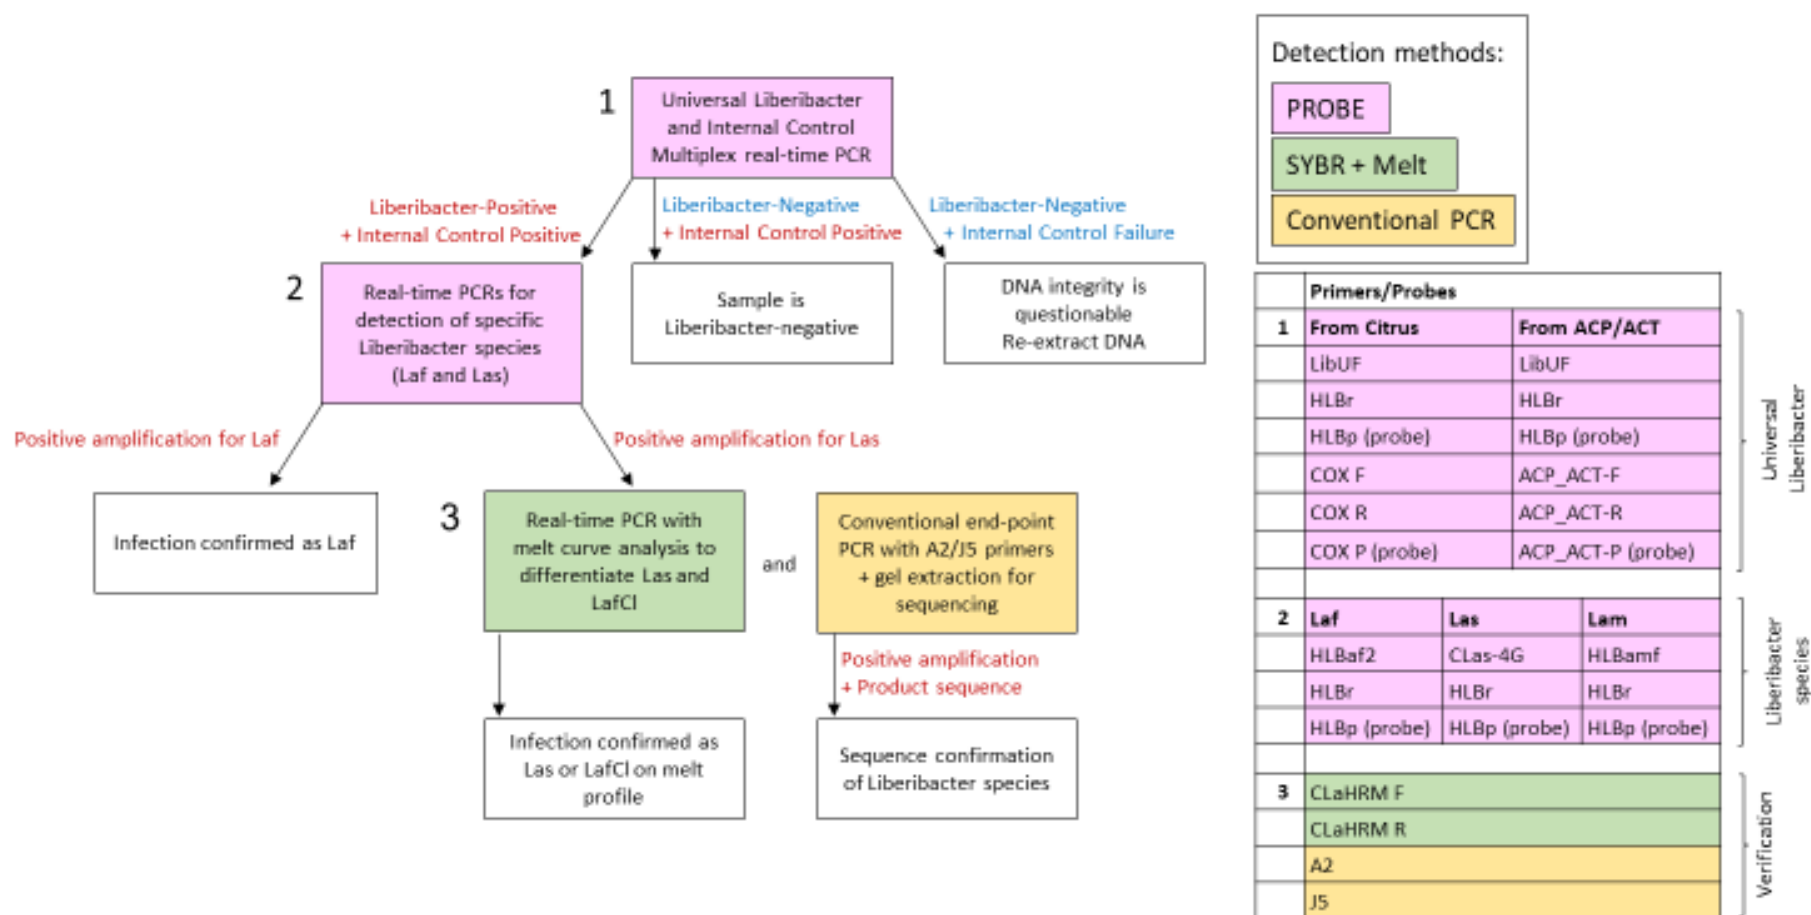 1
Universal Liberibacter
and Internal Control
Multiplex real-time PCR
Liberibacter-Positive
+ Internal Control Positive
Liberibacter-Negative
+ Internal Control Positive
Liberibacter-Negative
+ Internal Control Failure
2
Real-time PCRs for
detection of specific
Liberibacter species
(Laf and Las)
Sample is
Liberibacter-negative
DNA integrity is
questionable
Re-extract DNA
Positive amplification for Laf
Positive amplification for Las
Infection confirmed as Laf
3
Real-time PCR with
melt curve analysis to
differentiate Las and
LafCl
and
Conventional end-point
PCR with A2/J5 primers
+ gel extraction for
sequencing
Positive amplification
+ Product sequence
Infection confirmed as
Las or LafCl on melt
profile
Sequence confirmation
of Liberibacter species
Detection methods:
PROBE
SYBR + Melt
Conventional PCR
Primers/Probes
1 From Citrus From ACP/ACT
LibUF LibUF
HLBr HLBr
HLBp (probe) HLBp (probe)
COX F ACP_ACT-F
COX R ACP_ACT-R
COX P (probe) ACP_ACT-P (probe)
Universal
Liberibacter
2 Laf Las Lam
HLBaf2 CLas-4G HLBamf
HLBr HLBr HLBr
HLBp (probe) HLBp (probe) HLBp (probe)
Liberibacter
species
3 CLaHRM F
CLaHRM R
A2
J5
Verification